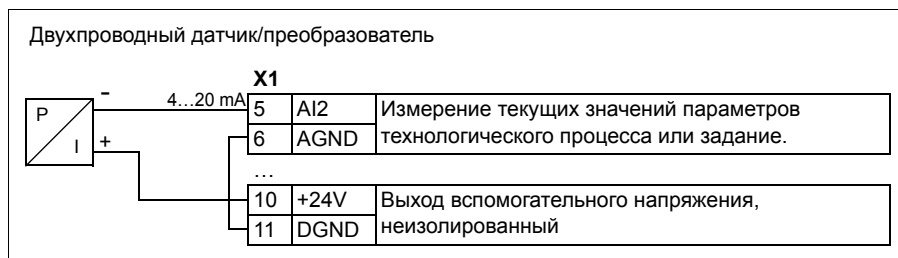 Двухпроводный датчик/преобразователь
X1
- 4…20 mA 5 AI2 Измерение текущих значений параметров
P 6 AGND технологического процесса или задание.
I +
…
10 +24V Выход вспомогательного напряжения,
11 DGND неизолированный